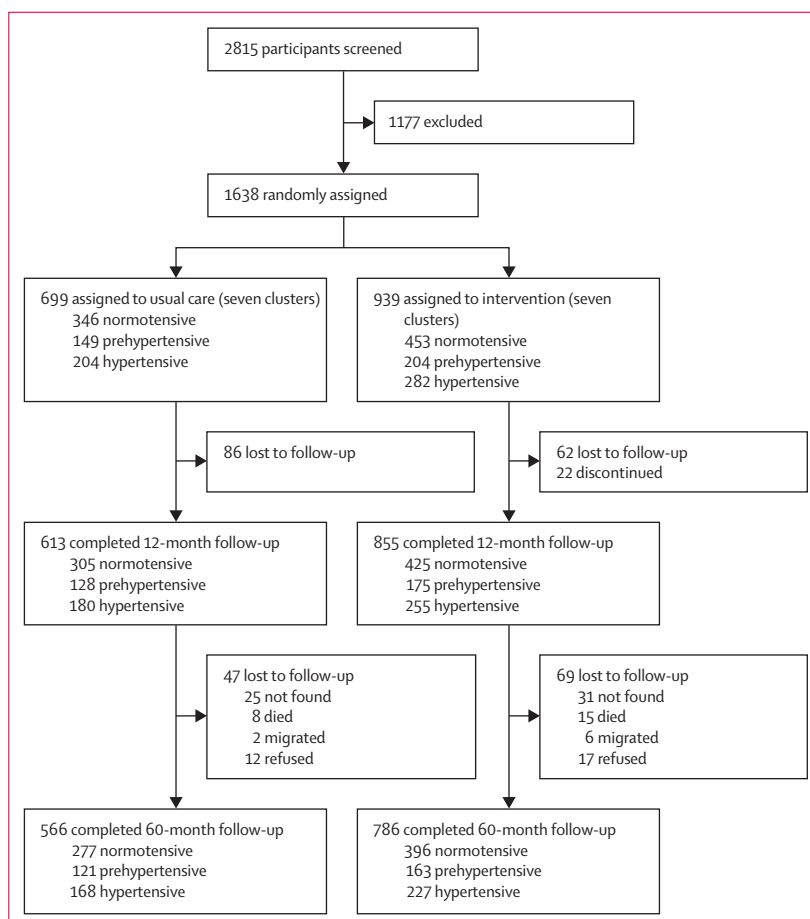 2815 participants screened
1177 excluded
1638 randomly assigned
699 assigned to usual care (seven clusters)
346 normotensive
149 prehypertensive
204 hypertensive
939 assigned to intervention (seven
clusters)
453 normotensive
204 prehypertensive
282 hypertensive
86 lost to follow-up
62 lost to follow-up
22 discontinued
613 completed 12-month follow-up
305 normotensive
128 prehypertensive
180 hypertensive
855 completed 12-month follow-up
425 normotensive
175 prehypertensive
255 hypertensive
47 lost to follow-up
25 not found
8 died
2 migrated
12 refused
69 lost to follow-up
31 not found
15 died
6 migrated
17 refused
566 completed 60-month follow-up
277 normotensive
121 prehypertensive
168 hypertensive
786 completed 60-month follow-up
396 normotensive
163 prehypertensive
227 hypertensive